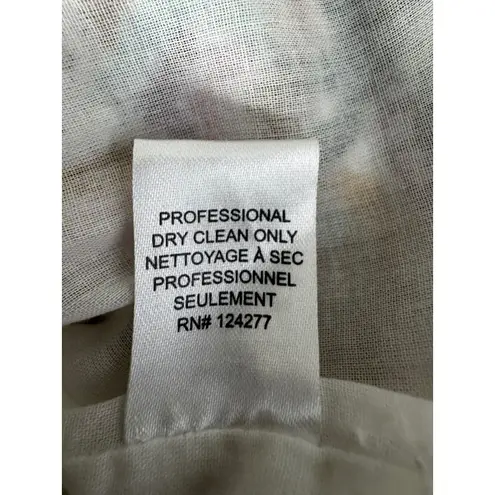 PROFESSIONAL
DRY CLEAN ONLY
NETTOYAGE À SEC
PROFESSIONNEL
SEULEMENT
RN# 124277